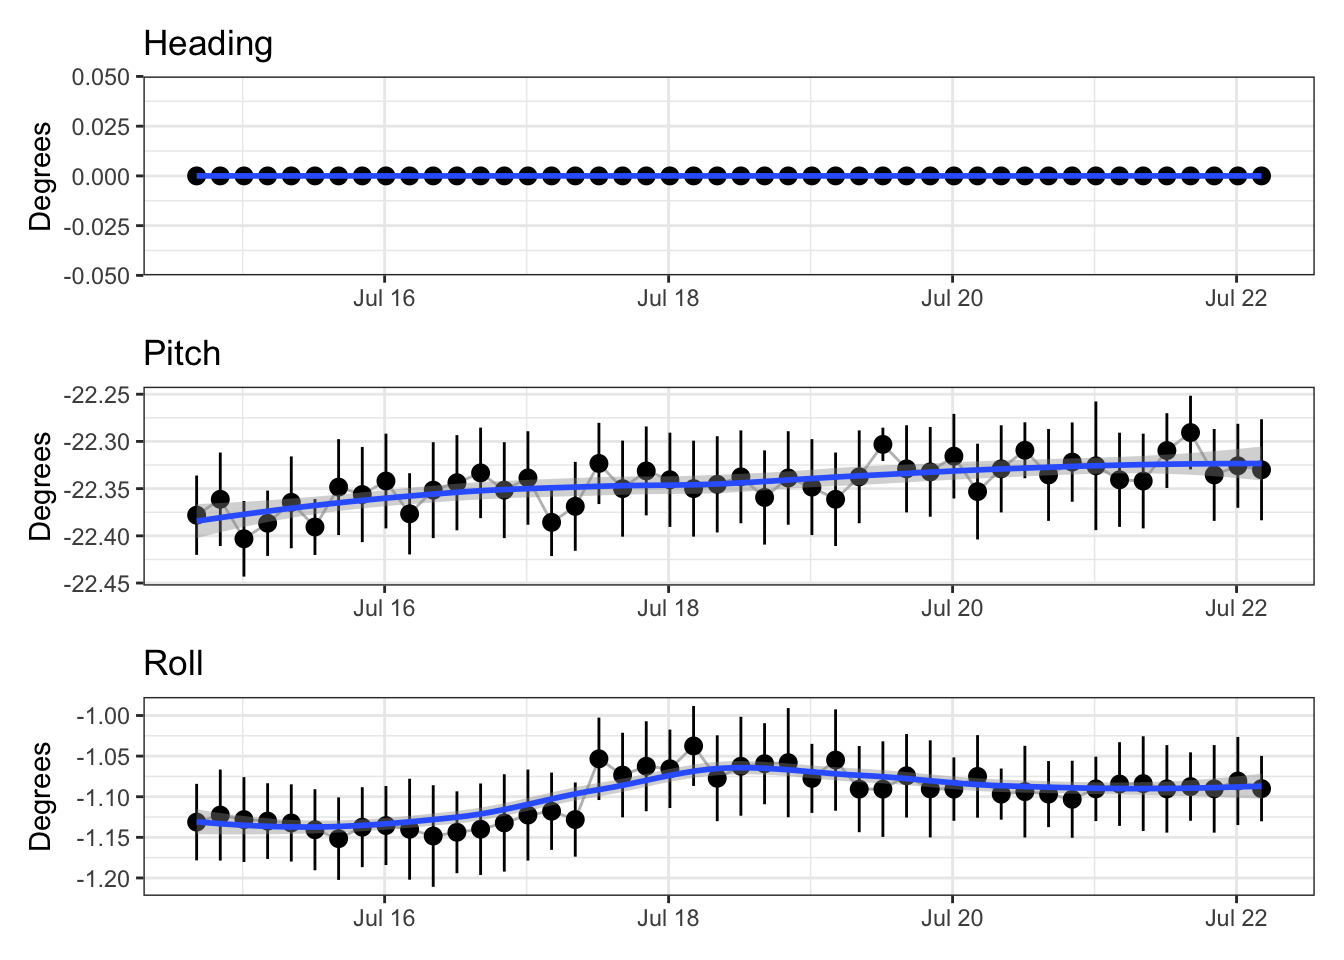 Heading
Degrees
0.050
0.025
0.000
-0.025
-0.050
Jul 16 Jul 18 Jul 20 Jul 22
Pitch
Degrees
-22.25
-22.30
-22.35
-22.40
-22.45
Jul 16 Jul 18 Jul 20 Jul 22
Roll
Degrees
-1.00
-1.05
-1.10
-1.15
-1.20
Jul 16 Jul 18 Jul 20 Jul 22